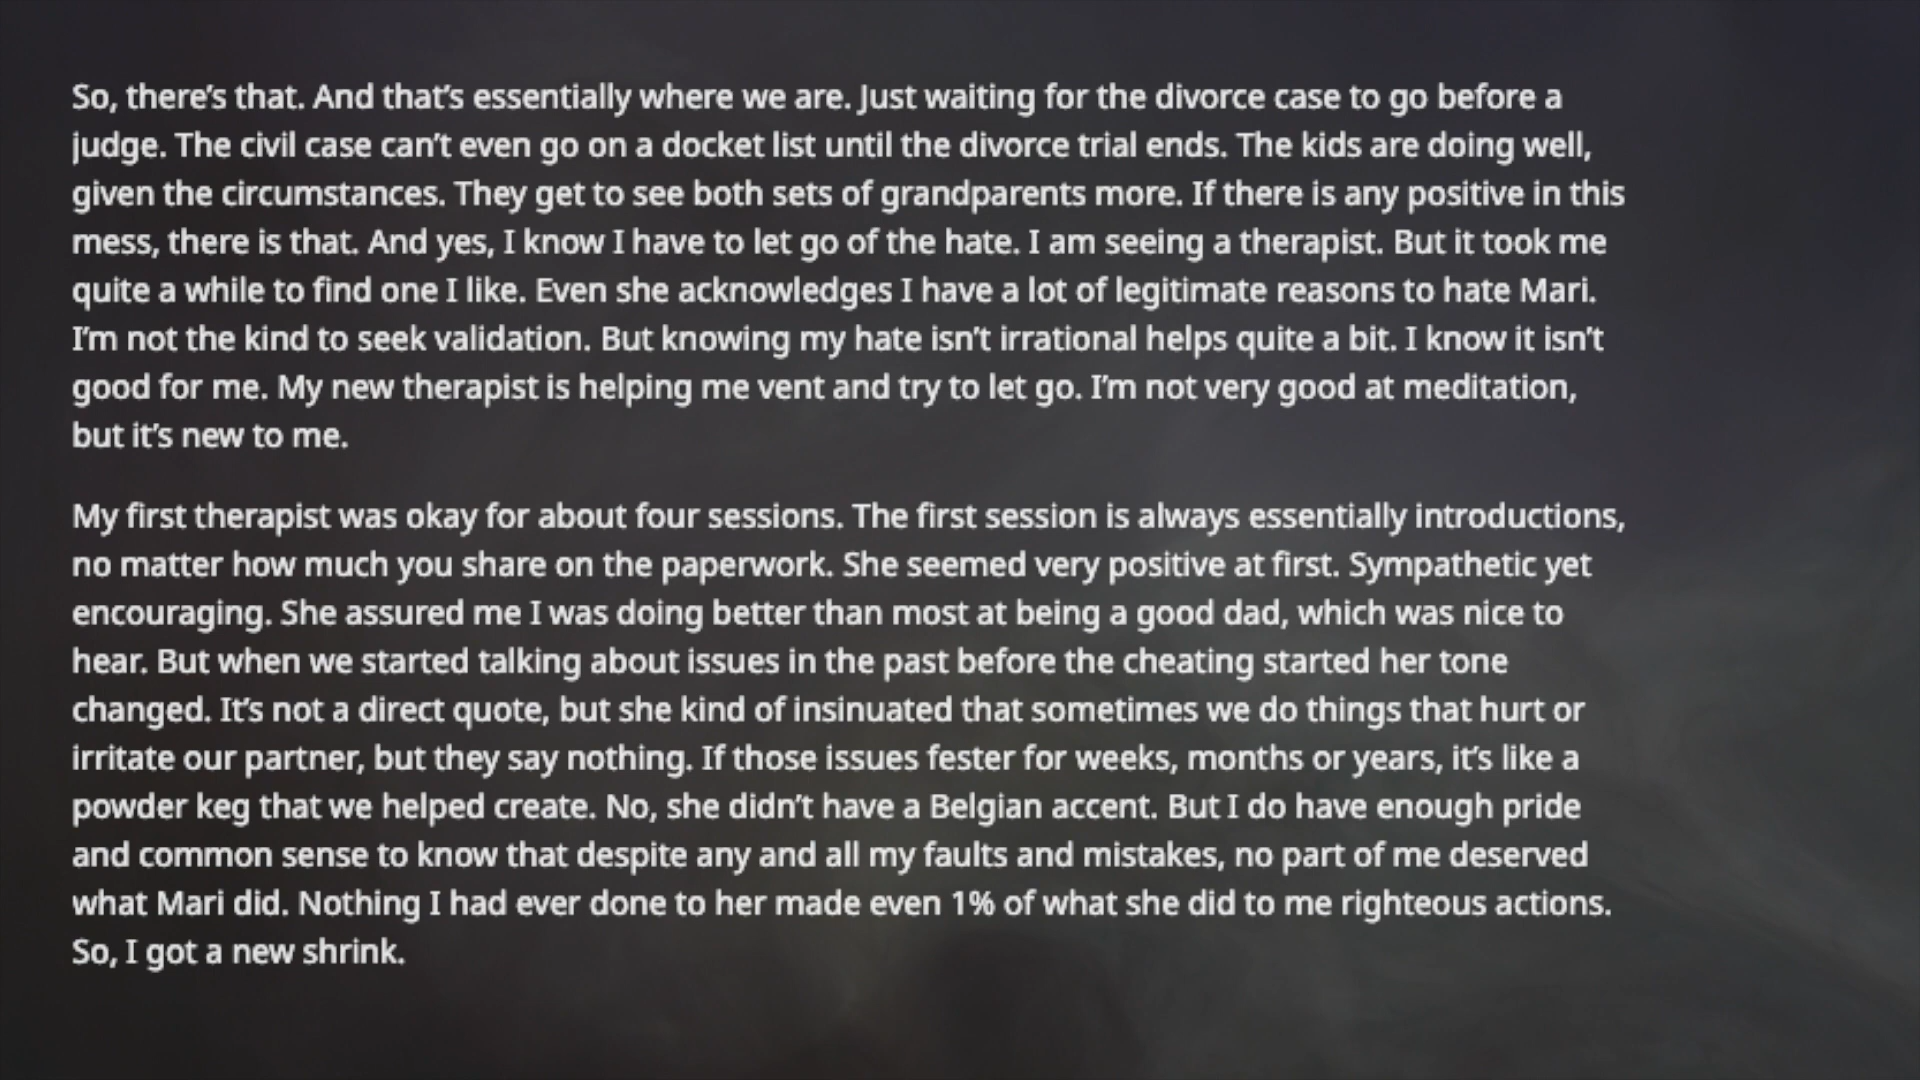 So, there’s that. And that’s essentially where we are. Just waiting for the divorce case to go before a
judge. The civil case can’t even go on a docket list until the divorce trial ends. The kids are doing well,
given the circumstances. They get to see both sets of grandparents more. If there is any positive in this
mess, there is that. And yes, I know I have to let go of the hate. I am seeing a therapist. But it took me
quite a while to find one I like. Even she acknowledges I have a lot of legitimate reasons to hate Mari.
I’m not the kind to seek validation. But knowing my hate isn’t irrational helps quite a bit. I know it isn’t
good for me. My new therapist is helping me vent and try to let go. I’m not very good at meditation,
but it’s new to me.
My first therapist was okay for about four sessions. The first session is always essentially introductions,
no matter how much you share on the paperwork. She seemed very positive at first. Sympathetic yet
encouraging. She assured me I was doing better than most at being a good dad, which was nice to
hear. But when we started talking about issues in the past before the cheating started her tone
changed. It’s not a direct quote, but she kind of insinuated that sometimes we do things that hurt or
irritate our partner, but they say nothing. If those issues fester for weeks, months or years, it’s like a
powder keg that we helped create. No, she didn’t have a Belgian accent. But I do have enough pride
and common sense to know that despite any and all my faults and mistakes, no part of me deserved
what Mari did. Nothing I had ever done to her made even 1% of what she did to me righteous actions.
So, I got a new shrink.